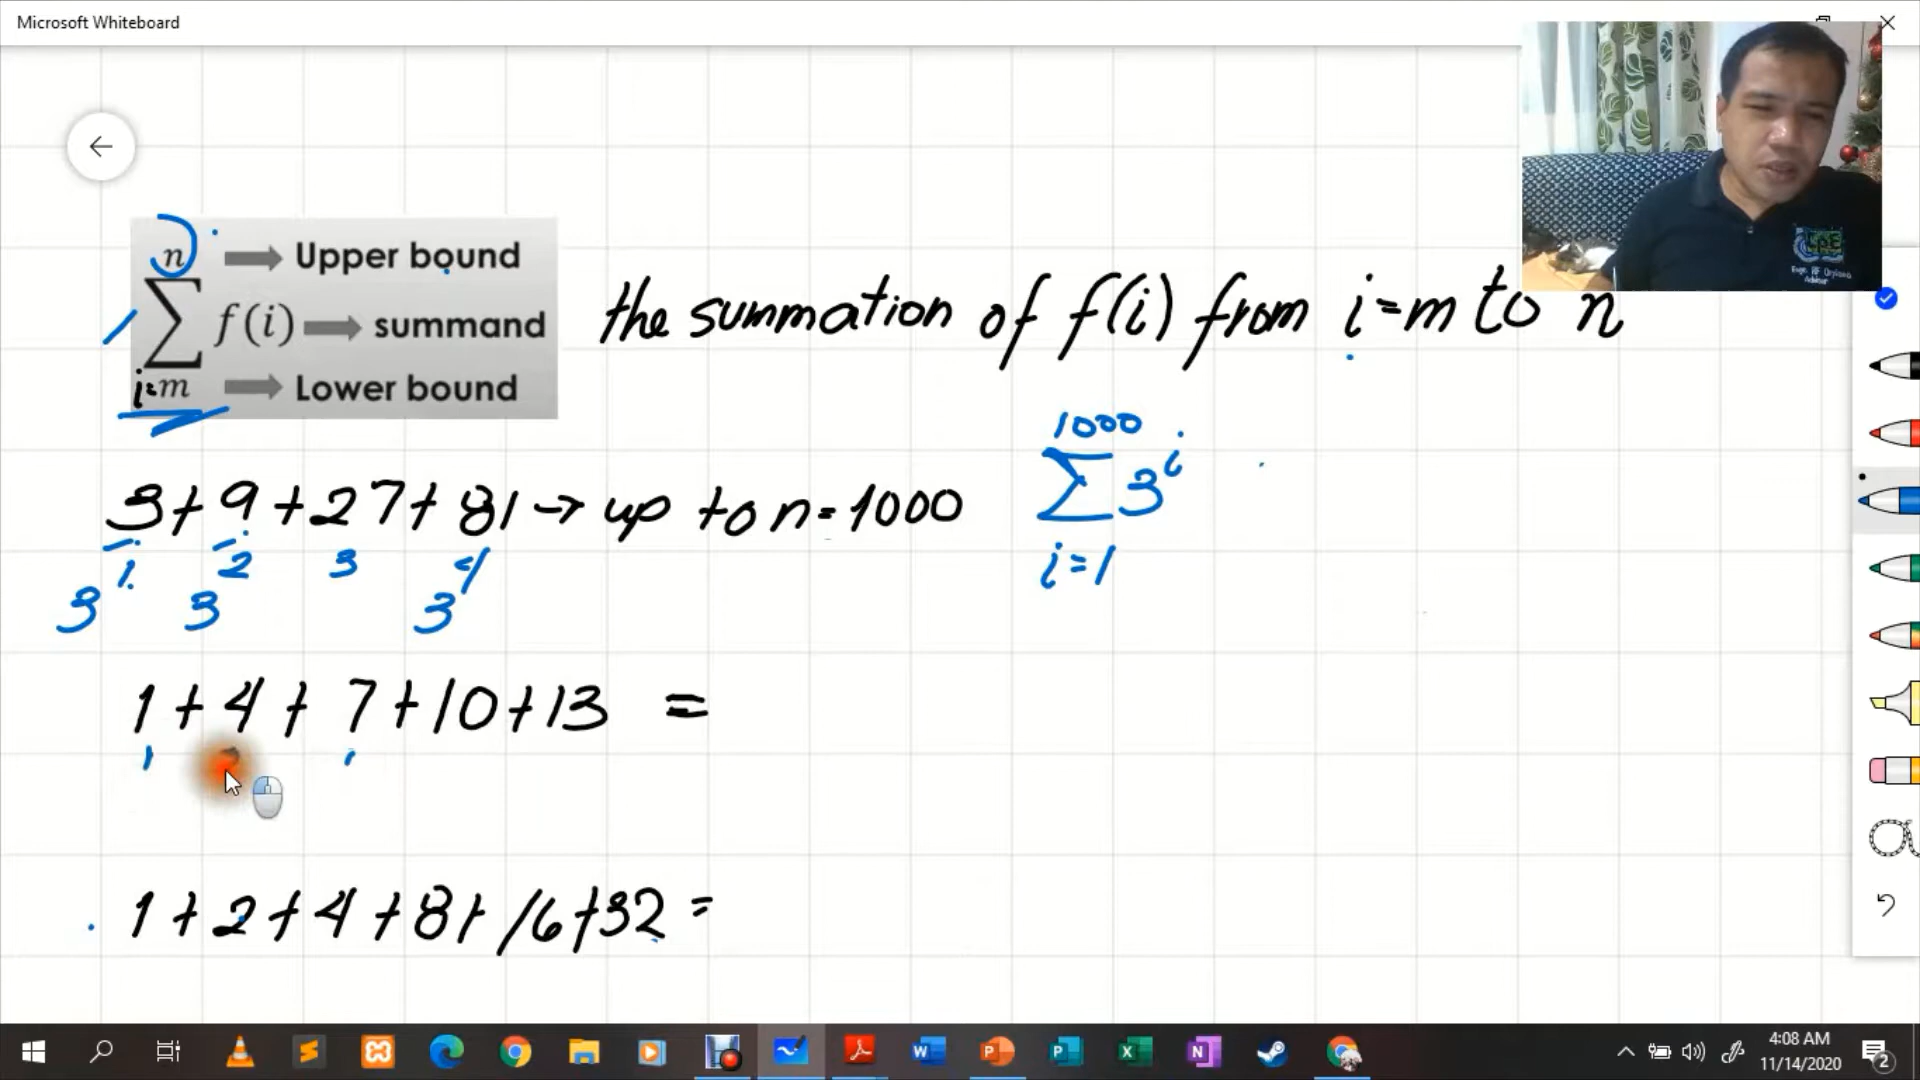 Microsoft Whiteboard
n Upper bound
∑ f(i) summand
i=m Lower bound
the summation of f(i) from i=m to n
1000
∑ 3^i
i=1
3+9+27+81→ up to n=1000
1 2 3 4
3 3 3
1+4+7+10+13 =
1+2+4+8+16+32=
4:08 AM
11/14/2020
2